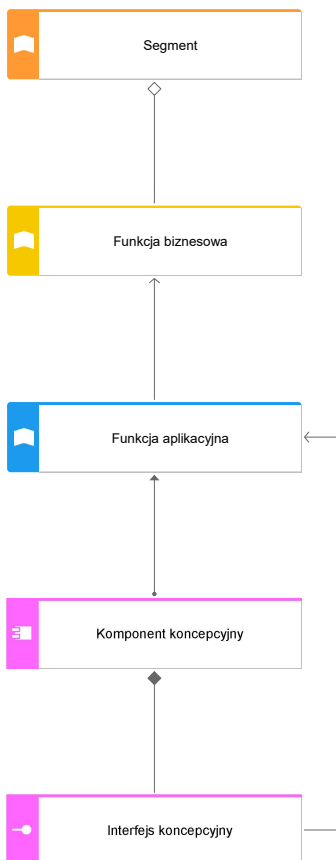 Segment
Funkcja biznesowa
Funkcja aplikacyjna
Komponent koncepcyjny
Interfejs koncepcyjny